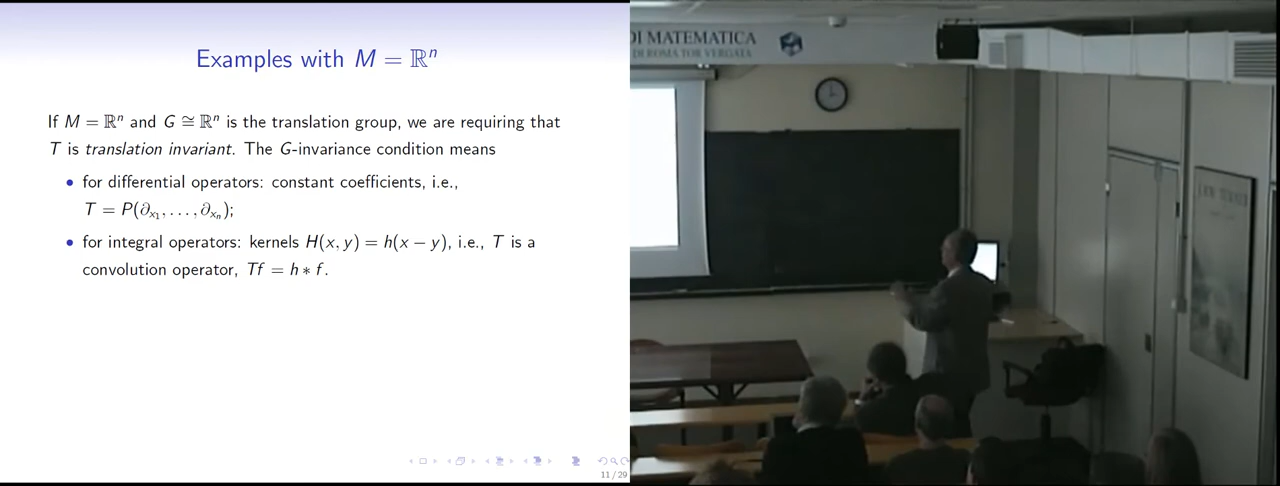 Examples with M = ℝⁿ
If M = ℝⁿ and G ≅ ℝⁿ is the translation group, we are requiring that
T is translation invariant. The G-invariance condition means
• for differential operators: constant coefficients, i.e.,
T = P(∂ₓ₁, . . . , ∂ₓₙ);
• for integral operators: kernels H(x, y) = h(x − y), i.e., T is a
convolution operator, Tf = h ∗ f.
11 / 29
DI MATEMATICA
DI ROMA TOR VERGATA